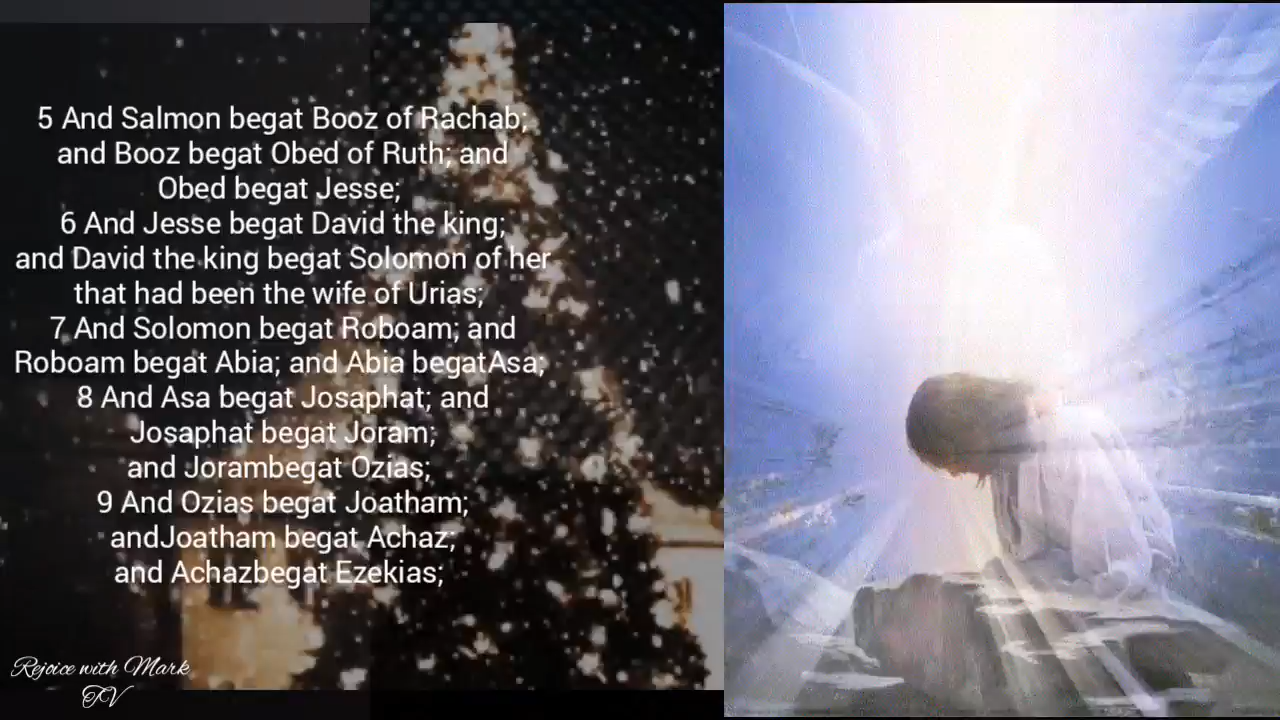 5 And Salmon begat Booz of Rachab;
and Booz begat Obed of Ruth; and
Obed begat Jesse;
6 And Jesse begat David the king;
and David the king begat Solomon of her
that had been the wife of Urias;
7 And Solomon begat Roboam; and
Roboam begat Abia; and Abia begatAsa;
8 And Asa begat Josaphat; and
Josaphat begat Joram;
and Jorambegat Ozias;
9 And Ozias begat Joatham;
andJoatham begat Achaz;
and Achazbegat Ezekias;
Rejoice with Mark
TV